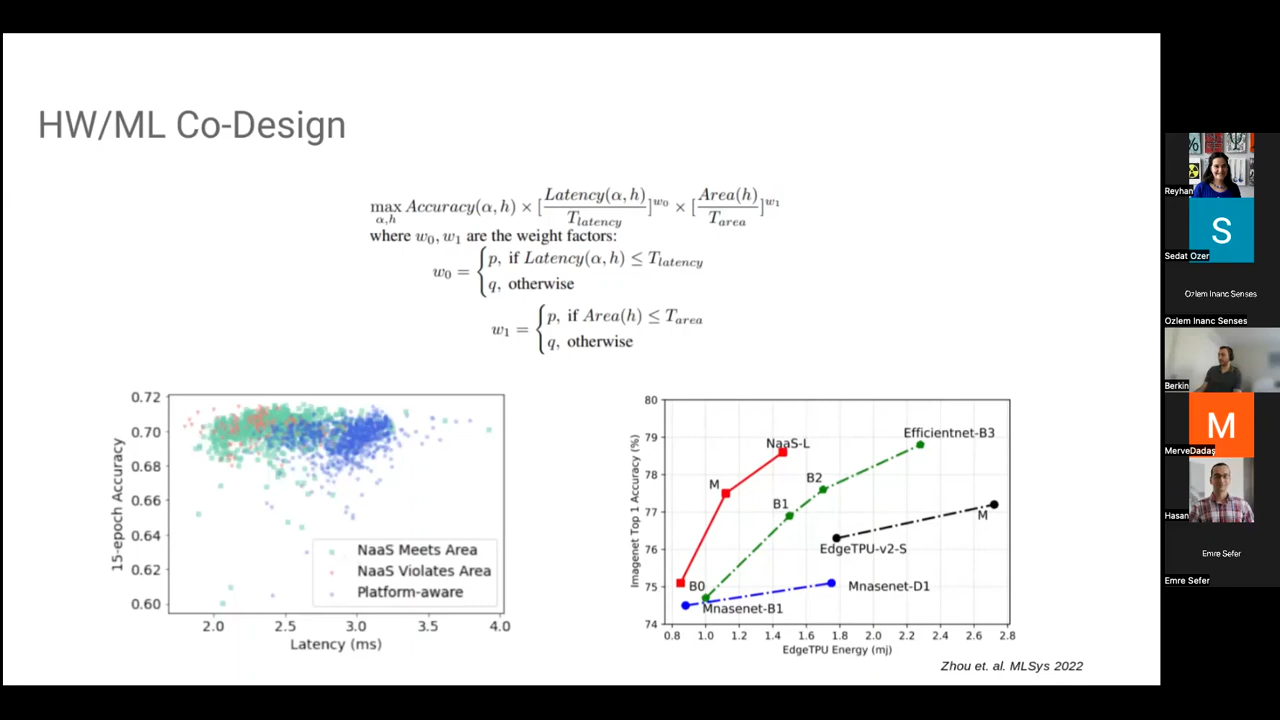 HW/ML Co-Design
max Accuracy(α, h) × [Latency(α, h) / T_latency]^w₀ × [Area(h) / T_area]^w₁
α,h
where w₀, w₁ are the weight factors:
w₀ = { p, if Latency(α, h) ≤ T_latency
q, otherwise
w₁ = { p, if Area(h) ≤ T_area
q, otherwise
0.72
0.70
0.68
0.66
0.64
0.62
0.60
15-epoch Accuracy
NaaS Meets Area
NaaS Violates Area
Platform-aware
2.0 2.5 3.0 3.5 4.0
Latency (ms)
80
79
78
77
76
75
74
Imagenet Top 1 Accuracy (%)
NaaS-L
Efficientnet-B3
M
B2
B1
M
EdgeTPU-v2-S
B0
Mnasenet-D1
Mnasenet-B1
0.8 1.0 1.2 1.4 1.6 1.8 2.0 2.2 2.4 2.6 2.8
EdgeTPU Energy (mj)
Zhou et. al. MLSys 2022
Reyhan
S
Sedat Ozer
Ozlem Inanc Senses
Ozlem Inanc Senses
Berkin
M
MerveDadaş
Hasan
Emre Sefer
Emre Sefer